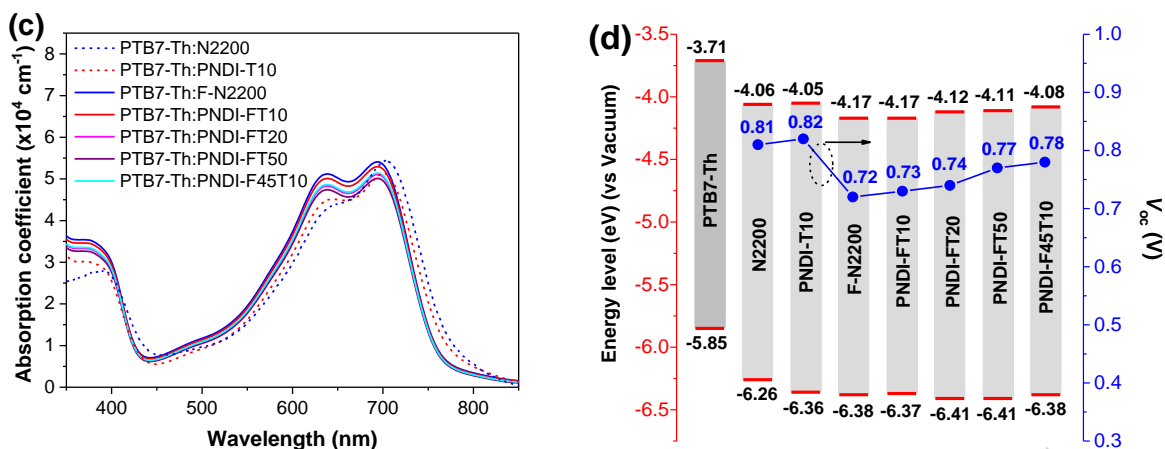 (c)
PTB7-Th:N2200
PTB7-Th:PNDI-T10
PTB7-Th:F-N2200
PTB7-Th:PNDI-FT10
PTB7-Th:PNDI-FT20
PTB7-Th:PNDI-FT50
PTB7-Th:PNDI-F45T10
Absorption coefficient (x10⁴ cm⁻¹)
8
7
6
5
4
3
2
1
0
400 500 600 700 800
Wavelength (nm)
(d)
Energy level (eV) (vs Vacuum)
-3.5
-4.0
-4.5
-5.0
-5.5
-6.0
-6.5
-3.71
-4.06 -4.05 -4.17 -4.17 -4.12 -4.11 -4.08
0.81 0.82 0.72 0.73 0.74 0.77 0.78
PTB7-Th
N2200
PNDI-T10
F-N2200
PNDI-FT10
PNDI-FT20
PNDI-FT50
PNDI-F45T10
-5.85
-6.26 -6.36 -6.38 -6.37 -6.41 -6.41 -6.38
1.0
0.9
0.8
0.7
0.6
0.5
0.4
0.3
Voc (V)